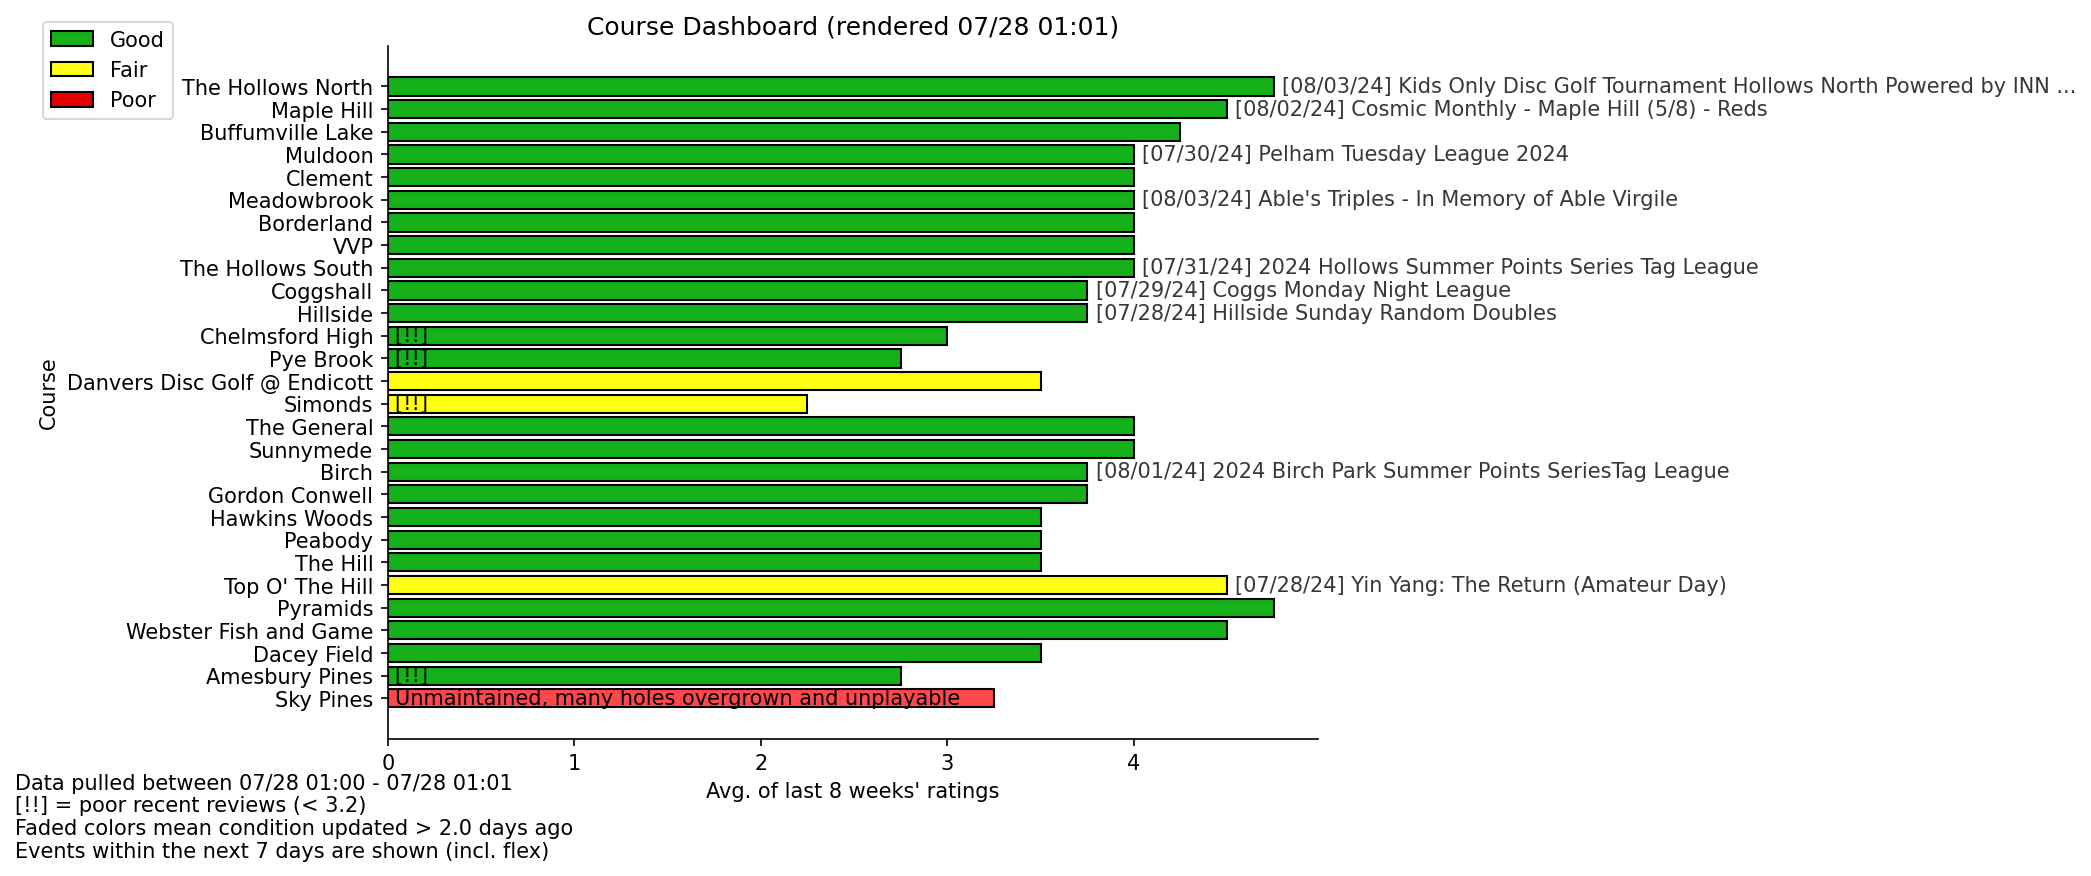 Course Dashboard (rendered 07/28 01:01)
Good
Fair
Poor
The Hollows North [08/03/24] Kids Only Disc Golf Tournament Hollows North Powered by INN ...
Maple Hill [08/02/24] Cosmic Monthly - Maple Hill (5/8) - Reds
Buffumville Lake
Muldoon [07/30/24] Pelham Tuesday League 2024
Clement
Meadowbrook [08/03/24] Able's Triples - In Memory of Able Virgile
Borderland
VVP
The Hollows South [07/31/24] 2024 Hollows Summer Points Series Tag League
Coggshall [07/29/24] Coggs Monday Night League
Hillside [07/28/24] Hillside Sunday Random Doubles
Chelmsford High [!!]
Pye Brook [!!]
Danvers Disc Golf @ Endicott
Simonds [!!]
The General
Sunnymede
Birch [08/01/24] 2024 Birch Park Summer Points SeriesTag League
Gordon Conwell
Hawkins Woods
Peabody
The Hill
Top O' The Hill [07/28/24] Yin Yang: The Return (Amateur Day)
Pyramids
Webster Fish and Game
Dacey Field
Amesbury Pines [!!]
Sky Pines Unmaintained, many holes overgrown and unplayable
Course
0 1 2 3 4
Avg. of last 8 weeks' ratings
Data pulled between 07/28 01:00 - 07/28 01:01
[!!] = poor recent reviews (< 3.2)
Faded colors mean condition updated > 2.0 days ago
Events within the next 7 days are shown (incl. flex)